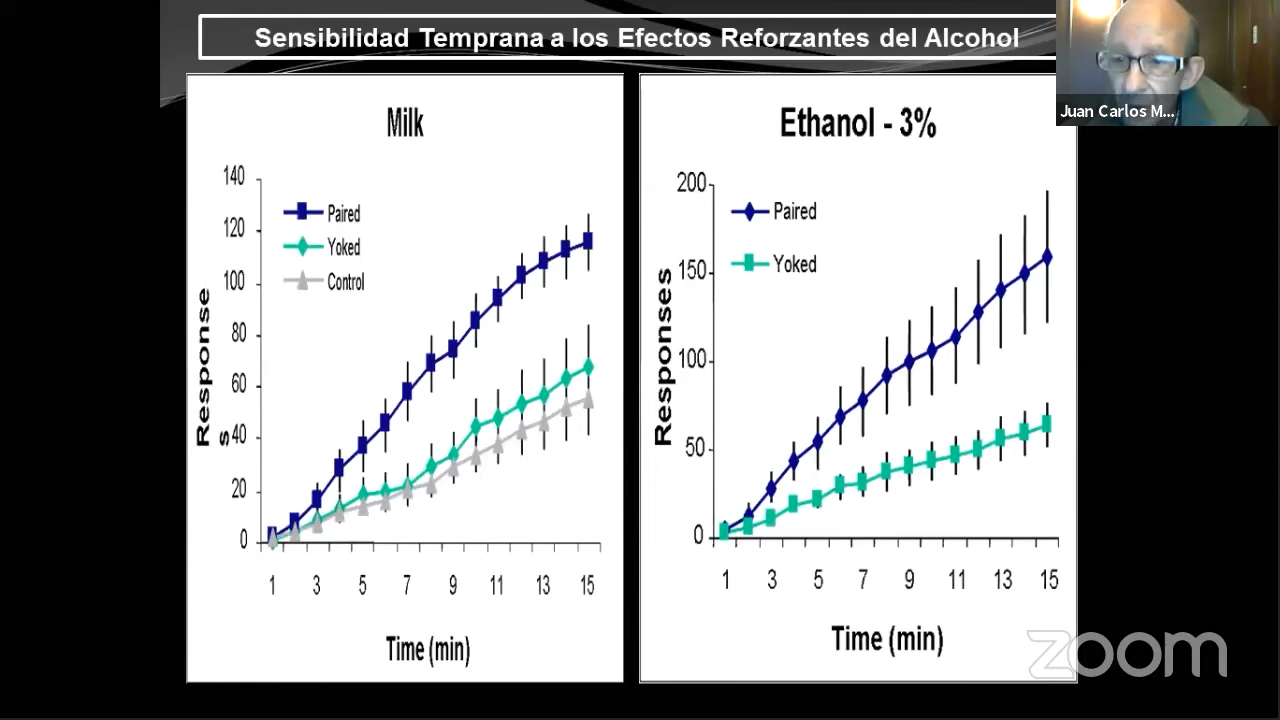 Sensibilidad Temprana a los Efectos Reforzantes del Alcohol
Juan Carlos M...
Milk
140
120
100
80
60
40
20
0
Paired
Yoked
Control
Response
s
1 3 5 7 9 11 13 15
Time (min)
Ethanol - 3%
200
150
100
50
0
Paired
Yoked
Responses
1 3 5 7 9 11 13 15
Time (min)
zoom